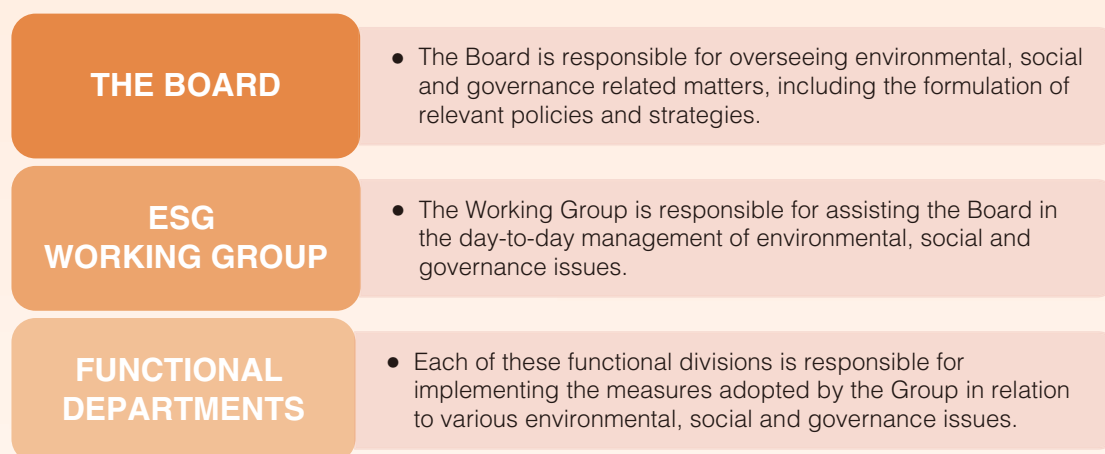 THE BOARD
● The Board is responsible for overseeing environmental, social
and governance related matters, including the formulation of
relevant policies and strategies.
ESG
WORKING GROUP
● The Working Group is responsible for assisting the Board in
the day-to-day management of environmental, social and
governance issues.
FUNCTIONAL
DEPARTMENTS
● Each of these functional divisions is responsible for
implementing the measures adopted by the Group in relation
to various environmental, social and governance issues.